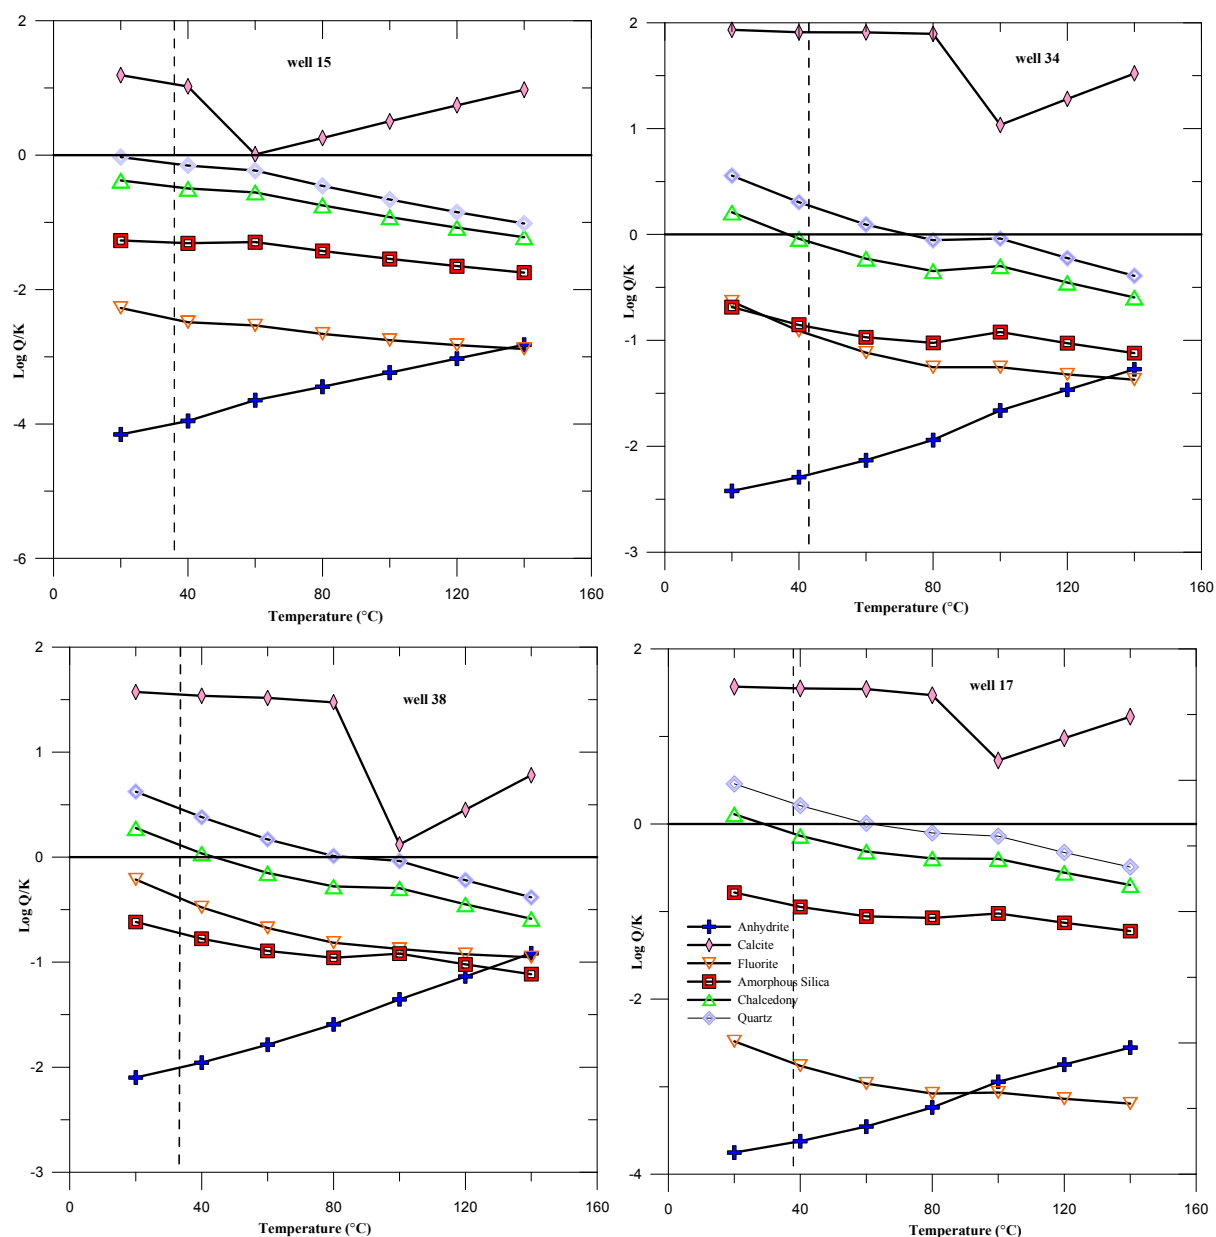 2
0
-2
-4
-6
Log Q/K
well 15
0
40
80
120
160
Temperature (°C)
2
1
0
-1
-2
-3
Log Q/K
well 34
0
40
80
120
160
Temperature (°C)
2
1
0
-1
-2
-3
Log Q/K
well 38
0
40
80
120
160
Temperature (°C)
2
0
-2
-4
Log Q/K
well 17
Anhydrite
Calcite
Fluorite
Amorphous Silica
Chalcedony
Quartz
0
40
80
120
160
Temperature (°C)